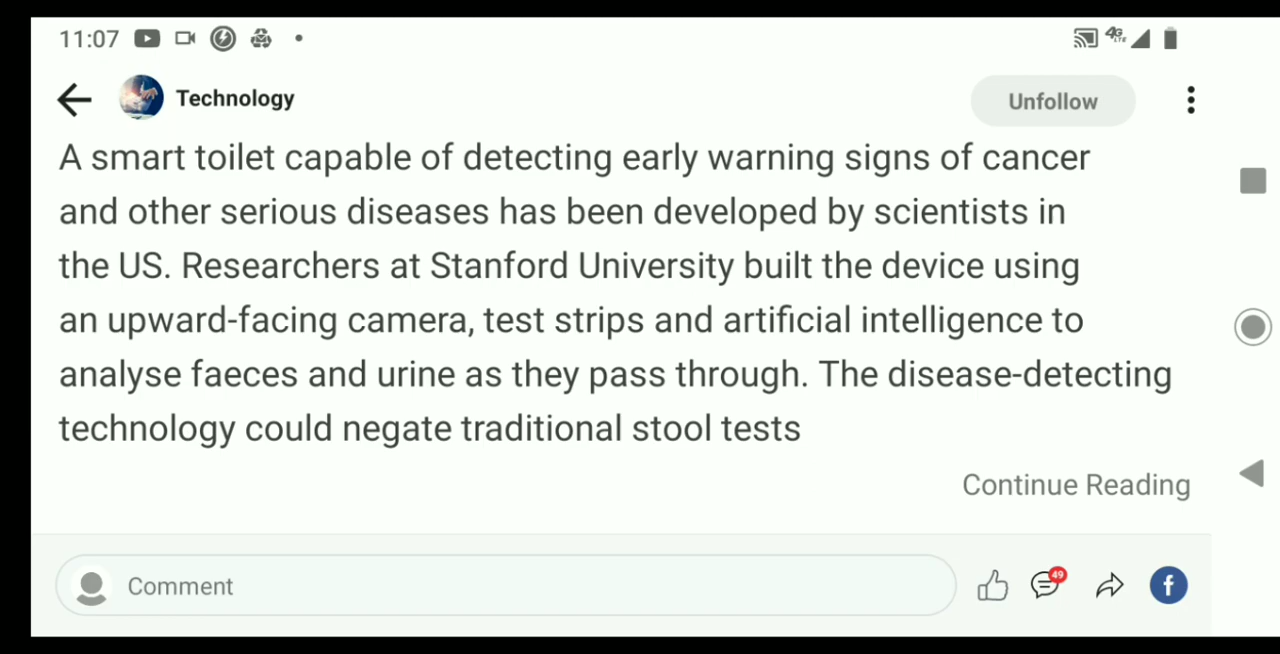 11:07
4G
LTE
Technology
Unfollow
A smart toilet capable of detecting early warning signs of cancer
and other serious diseases has been developed by scientists in
the US. Researchers at Stanford University built the device using
an upward-facing camera, test strips and artificial intelligence to
analyse faeces and urine as they pass through. The disease-detecting
technology could negate traditional stool tests
Continue Reading
Comment
49
f